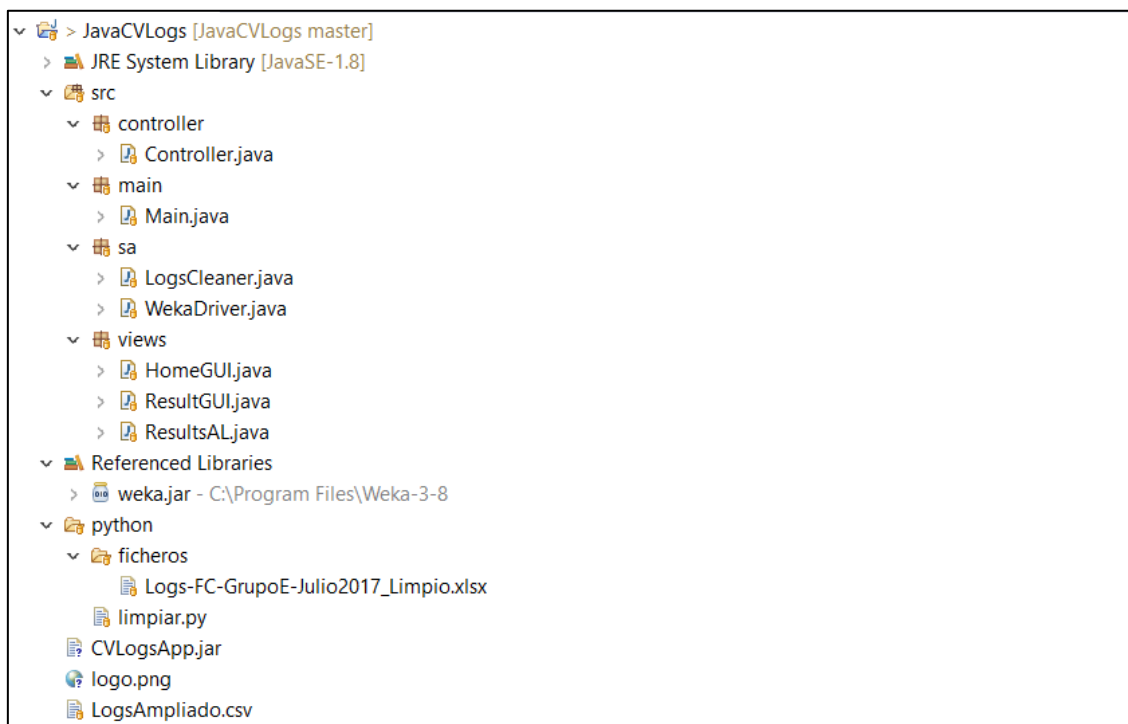 > JavaCVLogs [JavaCVLogs master]
JRE System Library [JavaSE-1.8]
src
controller
Controller.java
main
Main.java
sa
LogsCleaner.java
WekaDriver.java
views
HomeGUI.java
ResultGUI.java
ResultsAL.java
Referenced Libraries
weka.jar - C:\Program Files\Weka-3-8
python
ficheros
Logs-FC-GrupoE-Julio2017_Limpio.xlsx
limpiar.py
CVLogsApp.jar
logo.png
LogsAmpliado.csv